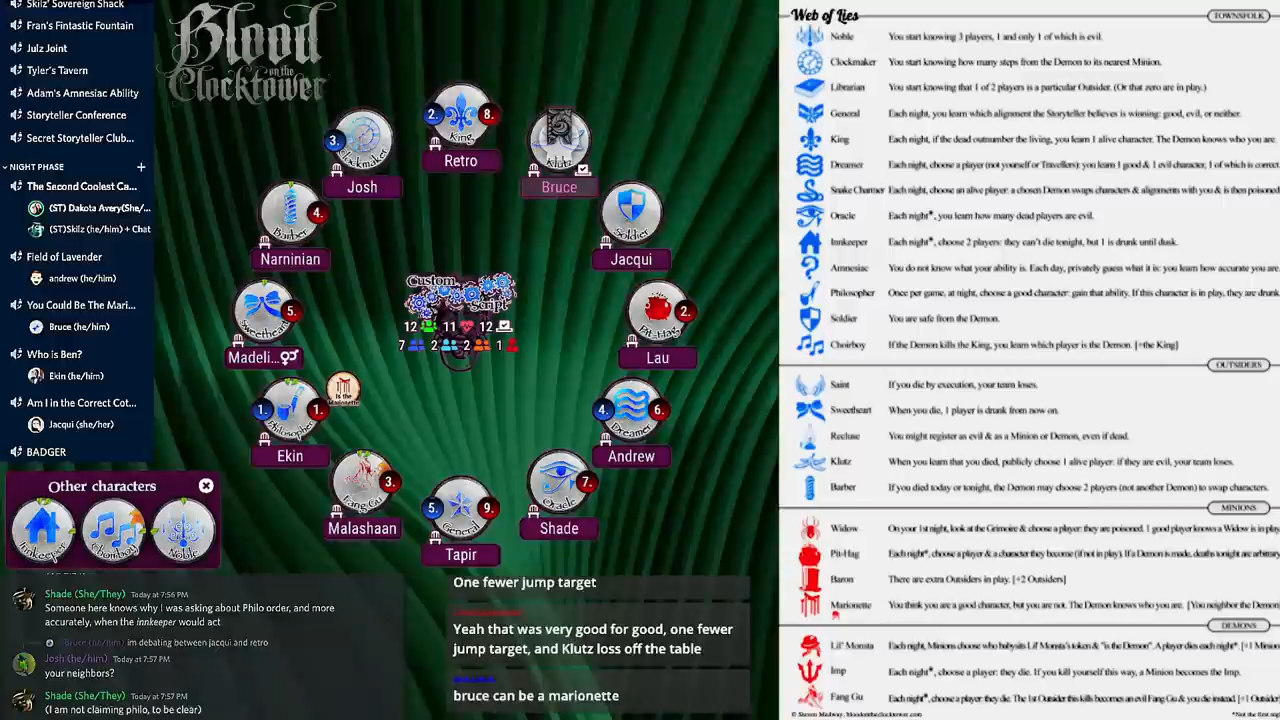 Skriz' Sovereign Shack
Fran's Fantastic Fountai...
Julz Joint
Tyler's Tavern
Adam's Amnesiac Ability
Secret Storyteller Club...
NIGHT PHASE
andrew (he/him)
Fear of Lavander
You Could Be The Mari...
Bruce (he/him)
Ekin (he/him)
Am I in the Correct Cot...
Blood
on the
Clocktower
Josh
Retro
Bruce
Narninian
Jacqui
Madeli...
Lau
Ekin
Andrew
Malashaan
Shade
Tapir
3.
2.
8.
King
Klutz
4.
Barber
Soldier
5.
2.
1.
1.
Is the
Marionette
4.
6.
Dreamer
3.
5.
9.
7.
Custom
Script
12 11 12
7 2 2 1
Other characters
Shade (She/They) Today at 7:56 PM
Someone here knows why I was asking about Philo order, and more
accurately, when the Innkeeper would act
Bruce (he/him) im debating between jacqui and retro
Josh (he/him) Today at 7:57 PM
your neighbors?
Shade (She/They) Today at 7:57 PM
(I am not claiming Philo, to be clear)
One fewer jump target
Yeah that was very good for good, one fewer
jump target, and klutz loss off the table
bruce can be a marionette
Web of Lies
TOWNSFOLK
Noble You start knowing 3 players, 1 and only 1 of which is evil.
Clockmaker You start knowing how many steps from the Demon to its nearest Minion.
Librarian You start knowing that 1 of 2 players is a particular Outsider. (Or that zero are in play.)
General Each night, you learn which alignment the Storyteller believes is winning: good, evil, or neither.
King Each night, if the dead outnumber the living, you learn 1 alive character. The Demon knows who you are.
Dreamer Each night, choose a player (not yourself or Travellers): you learn 1 good & 1 evil character, 1 of which is correct.
Snake Charmer Each night, choose an alive player: a chosen Demon swaps characters & alignments with you & is then poisoned.
Oracle Each night*, you learn how many dead players are evil.
Innkeeper Each night*, choose 2 players: they can't die tonight, but 1 is drunk until dusk.
Amnesiac You do not know what your ability is. Each day, privately guess what it is: you learn how accurate you are.
Philosopher Once per game, at night, choose a good character: gain that ability. If this character is in play, they are drunk.
Soldier You are safe from the Demon.
Choirboy If the Demon kills the King, you learn which player is the Demon. [+the King]
OUTSIDERS
Saint If you die by execution, your team loses.
Sweetheart When you die, 1 player is drunk from now on.
Recluse You might register as evil & as a Minion or Demon, even if dead.
Klutz When you learn that you died, publicly choose 1 alive player: if they are evil, your team loses.
Barber If you died today or tonight, the Demon may choose 2 players (not another Demon) to swap characters.
MINIONS
Widow On your 1st night, look at the Grimoire & choose a player: they are poisoned. 1 good player knows a Widow is in play.
Pit-Hag Each night*, choose a player & a character they become (if not in play). If a Demon is made, deaths tonight are arbitrary
Baron There are extra Outsiders in play. [+2 Outsiders]
Marionette You think you are a good character, but you are not. The Demon knows who you are. [You neighbor the Demon
DEMONS
Lil' Monsta Each night, Minions choose who babysits Lil' Monsta's token & "is the Demon". A player dies each night*. [+1 Minion
Imp Each night*, choose a player: they die. If you kill yourself this way, a Minion becomes the Imp.
Fang Gu Each night*, choose a player: they die. The 1st Outsider this kills becomes an evil Fang Gu & you die instead. [+1 Outsider
© Steven Medway, bloodontheclocktower.com
*Not the first nig